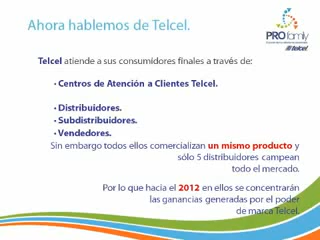 Ahora hablemos de Telcel.
PROfamily
telcel
Telcel atiende a sus consumidores finales a través de:
• Centros de Atención a Clientes Telcel.
• Distribuidores.
• Subdistribuidores.
• Vendedores.
Sin embargo todos ellos comercializan un mismo producto y
sólo 5 distribuidores campean
todo el mercado.
Por lo que hacia el 2012 en ellos se concentrarán
las ganancias generadas por el poder
de marca Telcel.